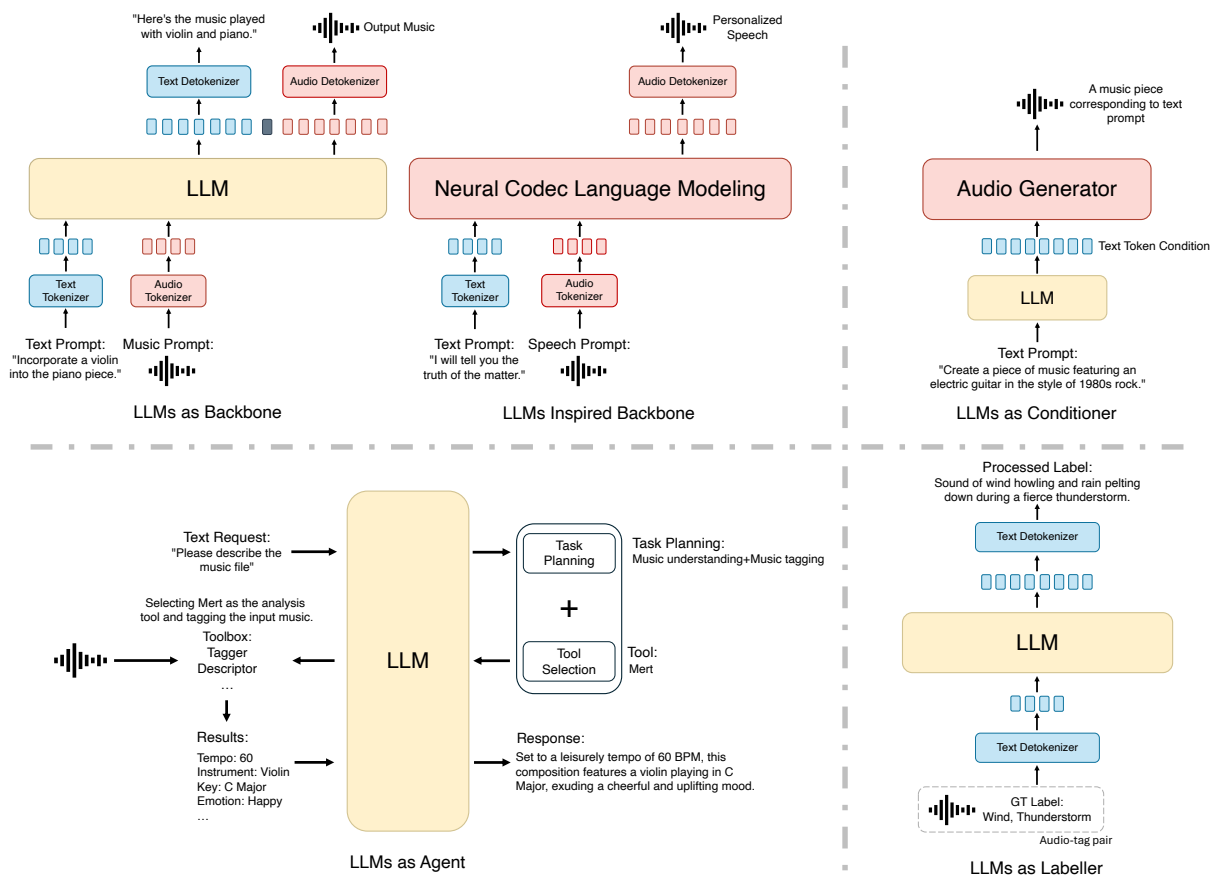 "Here's the music played
with violin and piano."
Output Music
Text Detokenizer
Audio Detokenizer
LLM
Text
Tokenizer
Audio
Tokenizer
Text Prompt:
"Incorporate a violin
into the piano piece."
Music Prompt:
LLMs as Backbone
Personalized
Speech
Audio Detokenizer
Neural Codec Language Modeling
Text
Tokenizer
Audio
Tokenizer
Text Prompt:
"I will tell you the
truth of the matter."
Speech Prompt:
LLMs Inspired Backbone
A music piece
corresponding to text
prompt
Audio Generator
Text Token Condition
LLM
Text Prompt:
"Create a piece of music featuring an
electric guitar in the style of 1980s rock."
LLMs as Conditioner
Text Request:
"Please describe the
music file"
Selecting Mert as the analysis
tool and tagging the input music.
Toolbox:
Tagger
Descriptor
...
Results:
Tempo: 60
Instrument: Violin
Key: C Major
Emotion: Happy
...
LLM
Task
Planning
+
Tool
Selection
Task Planning:
Music understanding+Music tagging
Tool:
Mert
Response:
Set to a leisurely tempo of 60 BPM, this
composition features a violin playing in C
Major, exuding a cheerful and uplifting mood.
LLMs as Agent
Processed Label:
Sound of wind howling and rain pelting
down during a fierce thunderstorm.
Text Detokenizer
LLM
Text Detokenizer
GT Label:
Wind, Thunderstorm
Audio-tag pair
LLMs as Labeller